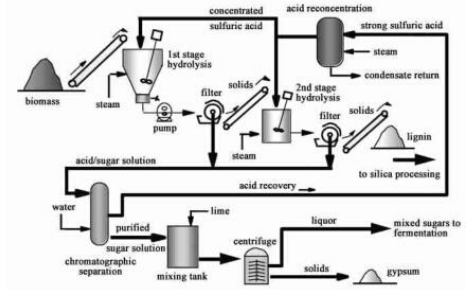 concentrated
sulfuric acid
acid reconcentration
strong sulfuric acid
steam
condensate return
1st stage
hydrolysis
biomass
steam
pump
filter
solids
2nd stage
hydrolysis
steam
filter
solids
lignin
to silica processing
acid/sugar solution
acid recovery
water
purified
sugar solution
chromatographic
separation
lime
mixing tank
centrifuge
liquor
mixed sugars to
fermentation
solids
gypsum